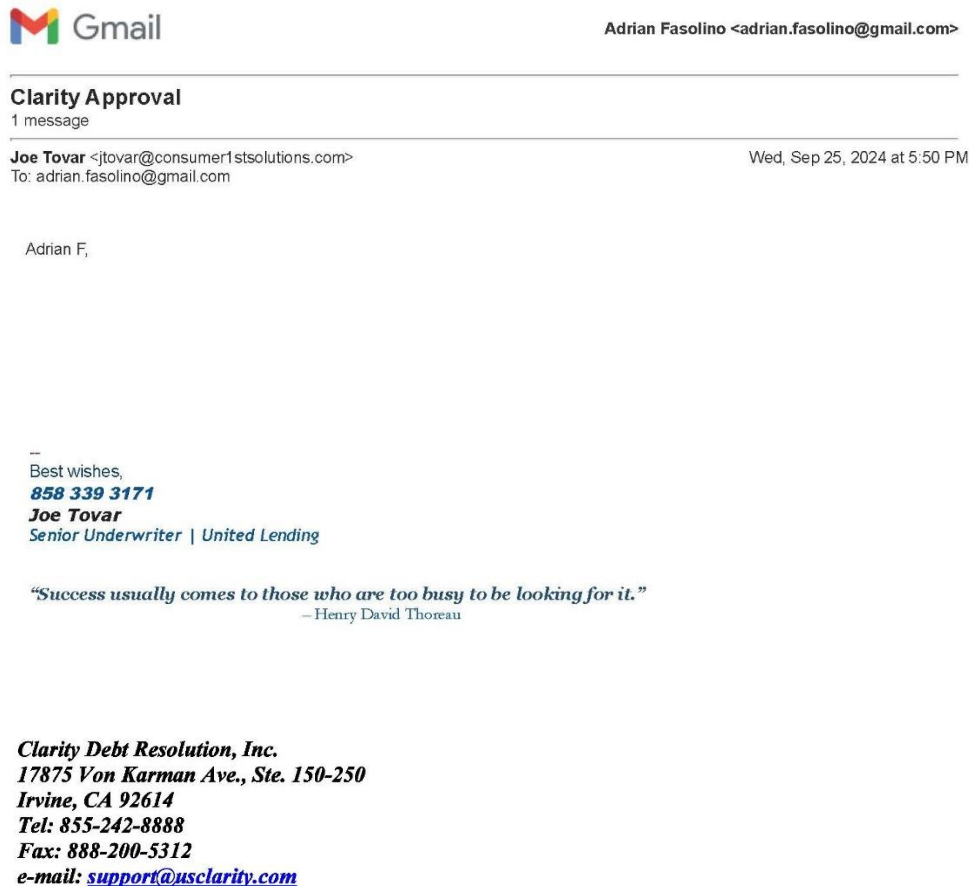 Gmail
Adrian Fasolino <adrian.fasolino@gmail.com>
Clarity Approval
1 message
Joe Tovar <jtovar@consumer1stsolutions.com> Wed, Sep 25, 2024 at 5:50 PM
To: adrian.fasolino@gmail.com
Adrian F,
--
Best wishes,
858 339 3171
Joe Tovar
Senior Underwriter | United Lending
“Success usually comes to those who are too busy to be looking for it.”
– Henry David Thoreau
Clarity Debt Resolution, Inc.
17875 Von Karman Ave., Ste. 150-250
Irvine, CA 92614
Tel: 855-242-8888
Fax: 888-200-5312
e-mail: support@usclarity.com